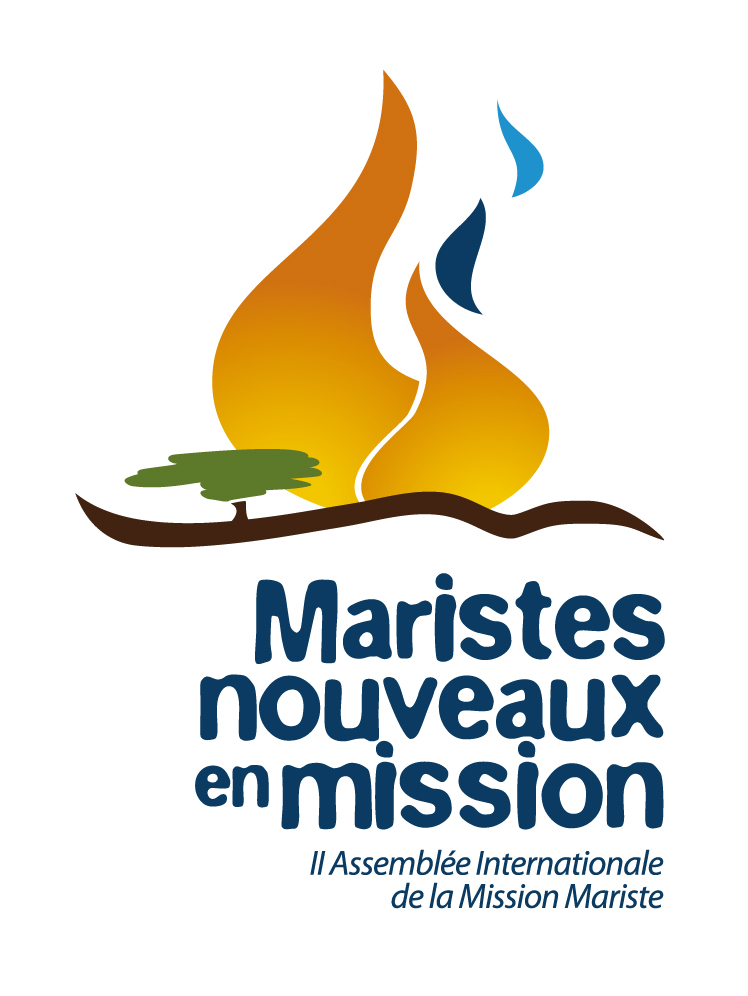 Maristes
nouveaux
en mission
II Assemblée Internationale
de la Mission Mariste